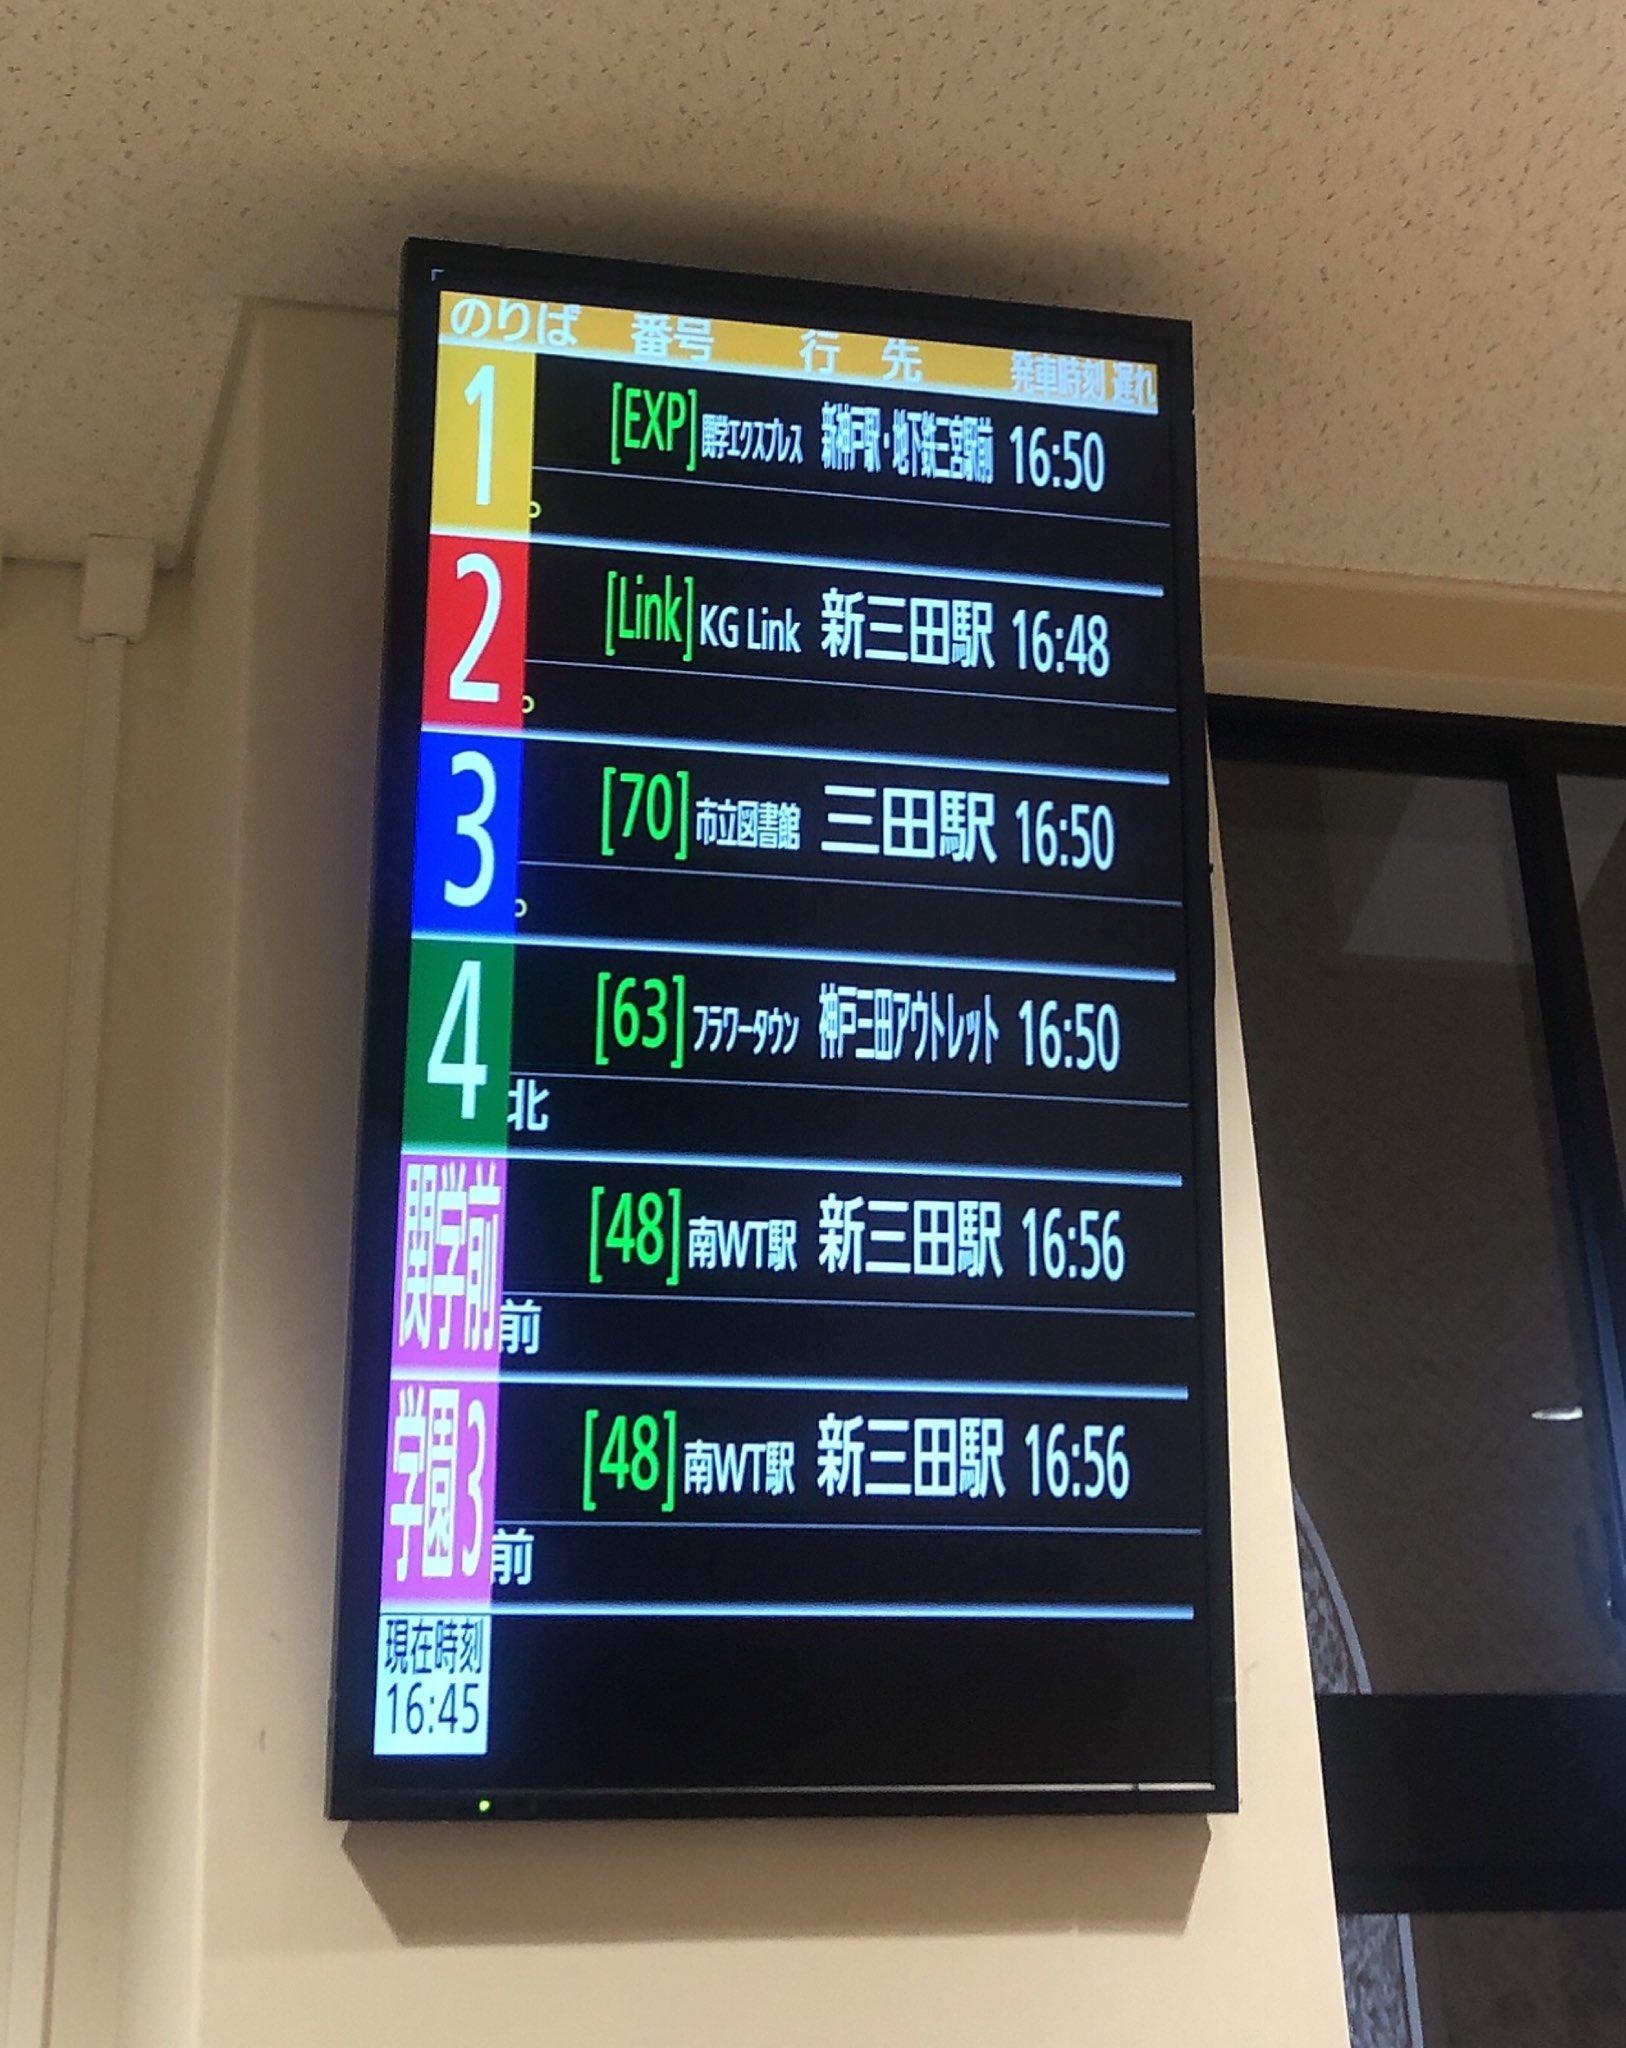 のりば 番号 行先 発車時刻 遅れ
1 [EXP] 関学エクスプレス 新神戸駅・地下鉄三宮駅前 16:50
。
2 [Link] KG Link 新三田駅 16:48
。
3 [70] 市立図書館 三田駅 16:50
。
4 [63] フラワータウン 神戸三田アウトレット 16:50
北
関学前 [48] 南WT駅 新三田駅 16:56
前
学園3 [48] 南WT駅 新三田駅 16:56
前
現在時刻
16:45